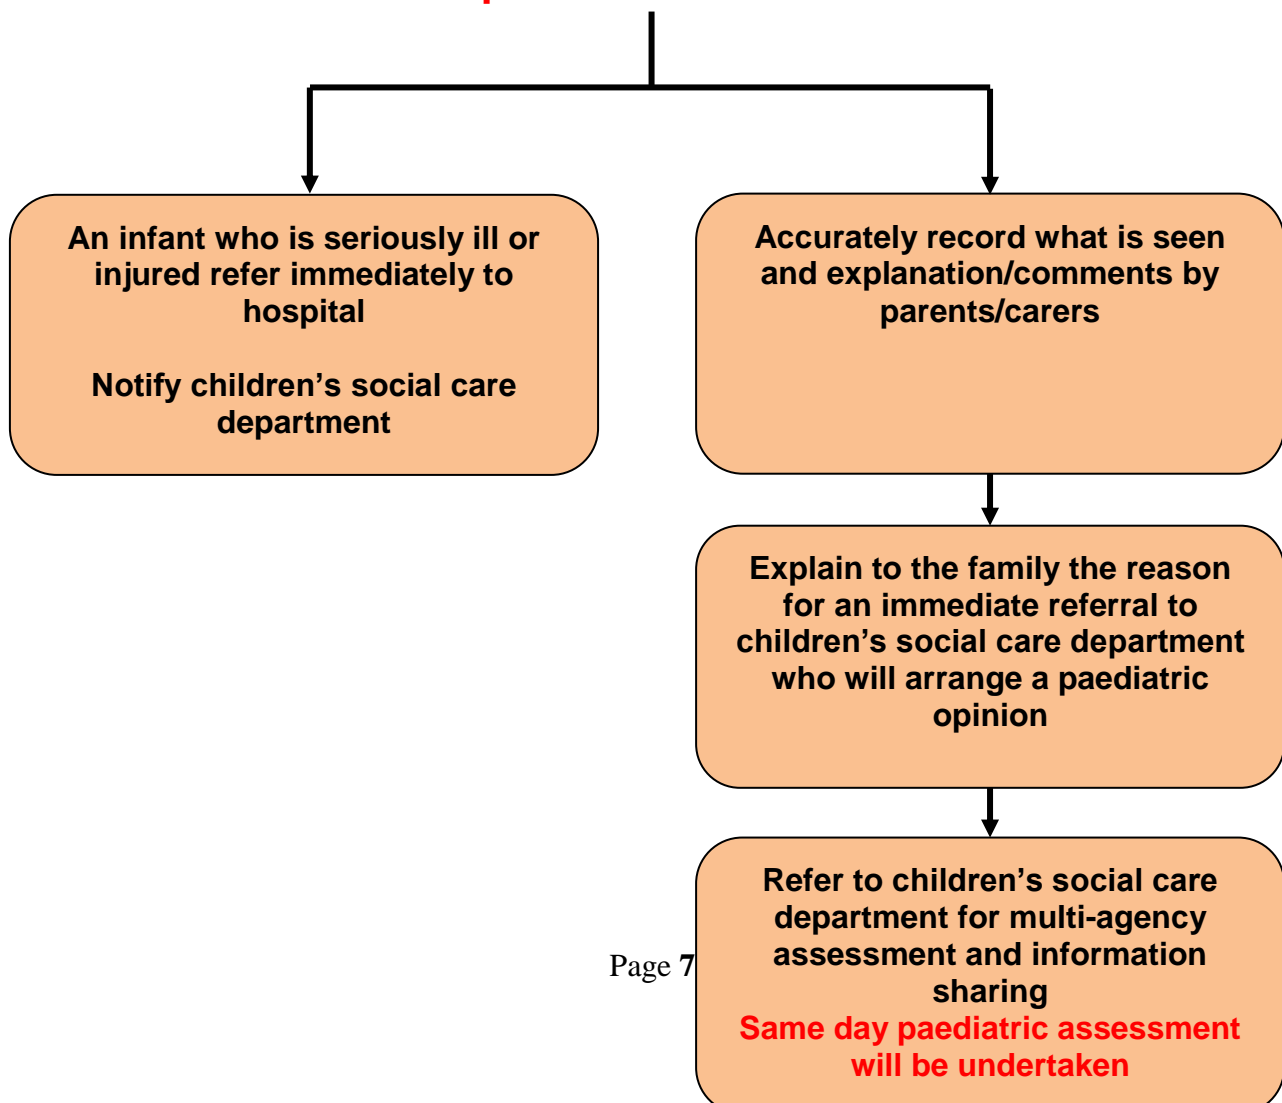 An infant who is seriously ill or
injured refer immediately to
hospital
Notify children’s social care
department
Accurately record what is seen
and explanation/comments by
parents/carers
Explain to the family the reason
for an immediate referral to
children’s social care department
who will arrange a paediatric
opinion
Refer to children’s social care
department for multi-agency
assessment and information
sharing
Same day paediatric assessment
will be undertaken
Page 7